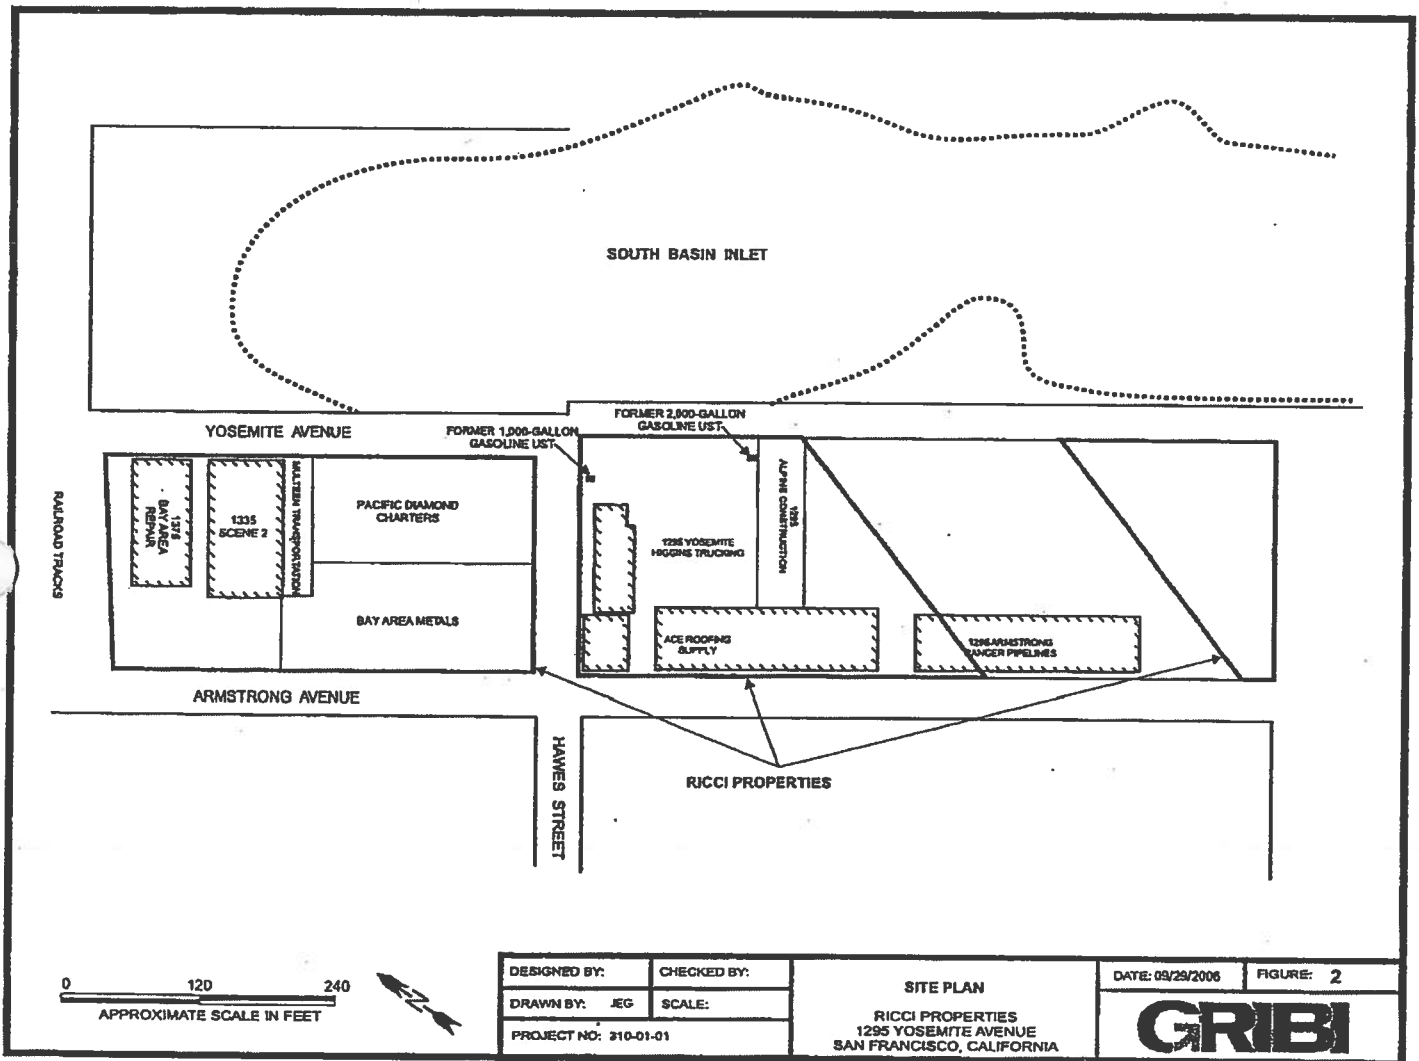 SOUTH BASIN INLET
FORMER 2,000-GALLON
GASOLINE UST
YOSEMITE AVENUE
FORMER 1,000-GALLON
GASOLINE UST
RAILROAD TRACKS
1375
BAY AREA
REPAIR
1335
SCENE 2
MULTEEN TRANSPORTATION
PACIFIC DIAMOND
CHARTERS
BAY AREA METALS
1295 YOSEMITE
HIGGINS TRUCKING
1295
ALPINE CONSTRUCTION
ACE ROOFING
SUPPLY
1296 ARMSTRONG
RANGER PIPELINES
ARMSTRONG AVENUE
HAWES STREET
RICCI PROPERTIES
0 120 240
APPROXIMATE SCALE IN FEET
N
DESIGNED BY:
CHECKED BY:
DRAWN BY: JEG
SCALE:
PROJECT NO: 310-01-01
SITE PLAN
RICCI PROPERTIES
1295 YOSEMITE AVENUE
SAN FRANCISCO, CALIFORNIA
DATE: 09/29/2006
FIGURE: 2
GRIBI